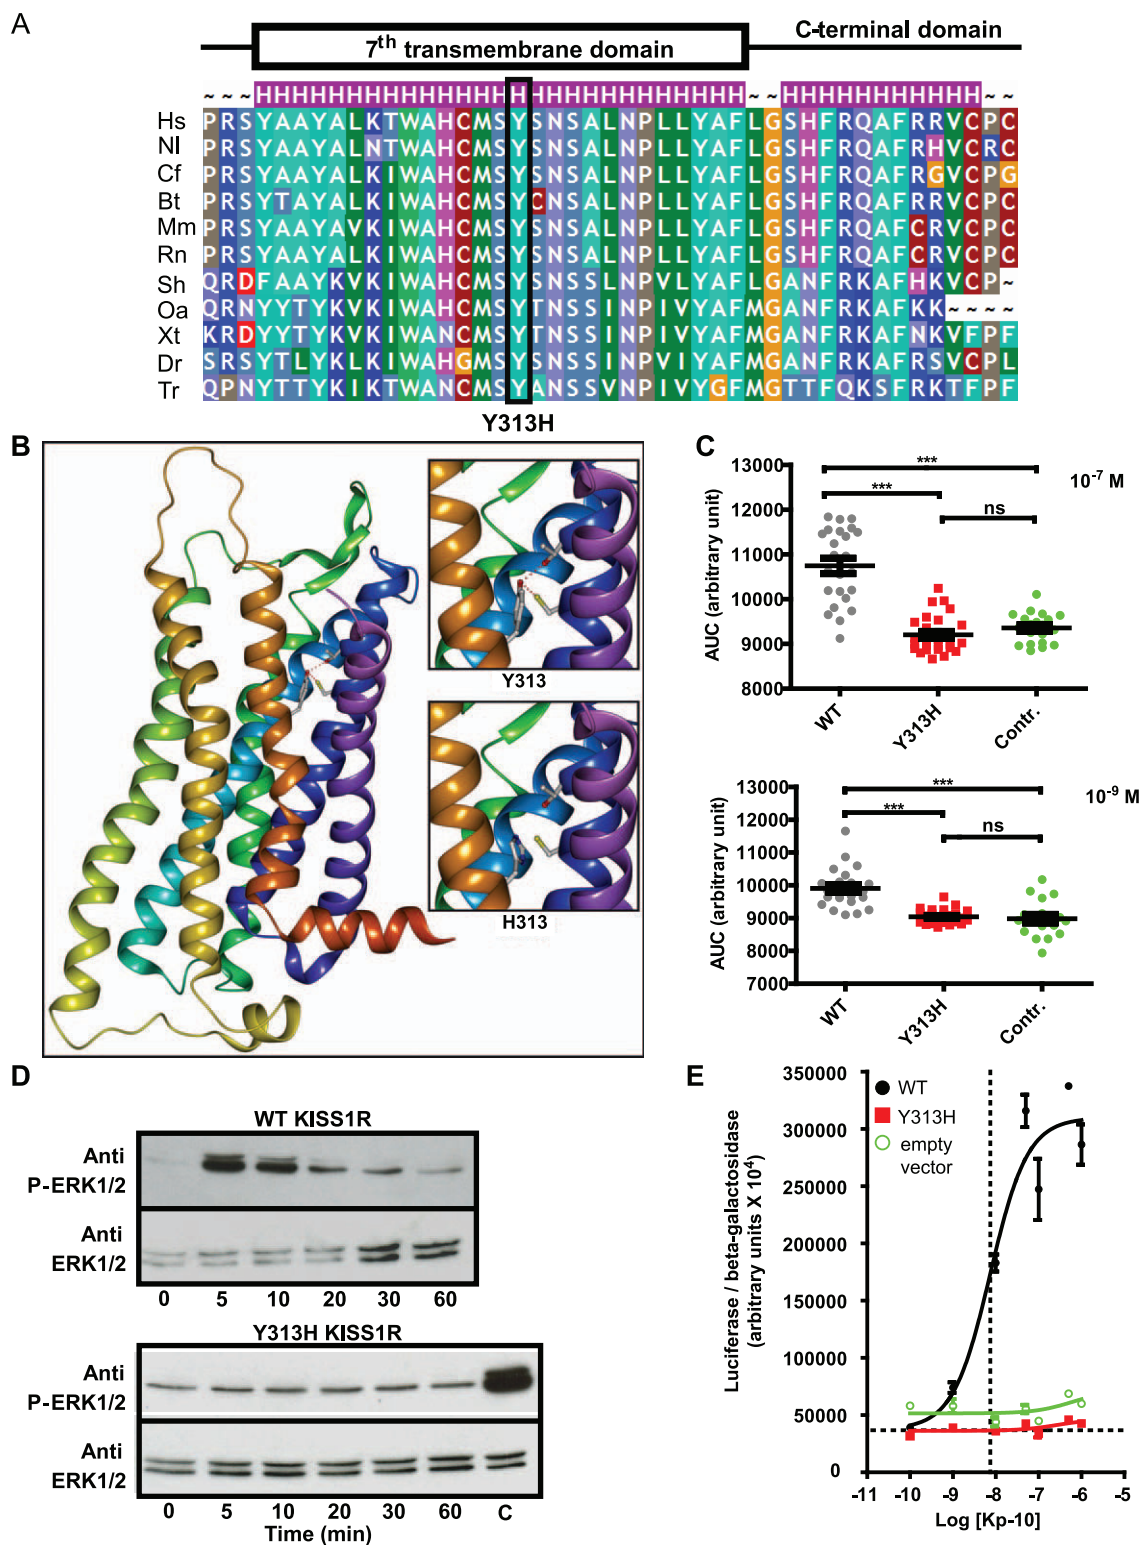 A
7th transmembrane domain
C-terminal domain
~~~HHHHHHHHHHHHHHHHHHHHHHHHHHH~~HHHHHHHHHHH~~
Hs PRSYAAYALKTWAHCMSYSNSALNPLLYAFLGSHFRQAFRRVCPC
Nl PRSYAAYALNTWAHCMSYSNSALNPLLYAFLGSHFRQAFRHVCRC
Cf PRSYAAYALKIWAHCMSYSNSALNPLLYAFLGSHFRQAFRGVCPG
Bt PRSYTAYALKIWAHCMSYCNSALNPLLYAFLGSHFRQAFRRVCPC
Mm PRSYAAYAVKIWAHCMSYSNSALNPLLYAFLGSHFRQAFCRVCPC
Rn PRSYAAYALKIWAHCMSYSNSALNPLLYAFLGSHFRQAFCRVCPC
Sh QRDFAAYKVKIWAHCMSYSNSSLNPVLYAFLGANFRKAFHKVCP~
Oa QRNYYTYKVKIWAHCMSYTNSSINPVIYAFMGANFRKAFKK~~~~
Xt KRDYYTYKVKIWANCMSYTNSSINPVIYAFMGANFRKAFNKVFPF
Dr SRSYTLYKLKIWAHGMSYSNSSINPVIYAFMGANFRKAFRSVCPL
Tr QPNYTTYKIKTWANCMSYANSSVNPIVYGFMGTTFQKSFRKTFPF
Y313H
B
Y313
H313
C
13000
12000
11000
10000
9000
8000
AUC (arbitrary unit)
***
***
ns
10-7 M
WT
Y313H
Contr.
13000
12000
11000
10000
9000
8000
7000
AUC (arbitrary unit)
***
***
ns
10-9 M
WT
Y313H
Contr.
D
WT KISS1R
Anti
P-ERK1/2
Anti
ERK1/2
0 5 10 20 30 60
Y313H KISS1R
Anti
P-ERK1/2
Anti
ERK1/2
0 5 10 20 30 60 C
Time (min)
E
350000
300000
250000
200000
150000
100000
50000
0
Luciferase / beta-galactosidase
(arbitrary units X 104)
WT
Y313H
empty
vector
-11 -10 -9 -8 -7 -6 -5
Log [Kp-10]